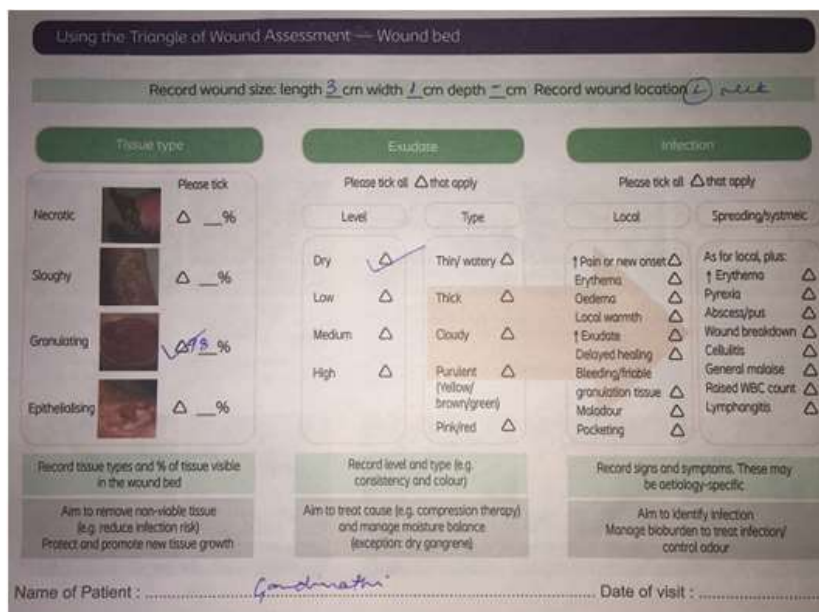 Using the Triangle of Wound Assessment — Wound bed
Record wound size: length 3 cm width 1 cm depth - cm Record wound location L neck
Tissue type
Please tick
Necrotic △ __%
Sloughy △ __%
Granulating △ 98 %
Epithelialising △ __%
Record tissue types and % of tissue visible
in the wound bed
Aim to remove non-viable tissue
(e.g. reduce infection risk)
Protect and promote new tissue growth
Exudate
Please tick all △ that apply
Level
Dry △
Low △
Medium △
High △
Type
Thin/ watery △
Thick △
Cloudy △
Purulent △
(Yellow/
brown/green)
Pink/red △
Record level and type (e.g.
consistency and colour)
Aim to treat cause (e.g. compression therapy)
and manage moisture balance
(exception: dry gangrene)
Infection
Please tick all △ that apply
Local
↑ Pain or new onset △
Erythema △
Oedema △
Local warmth △
↑ Exudate △
Delayed healing △
Bleeding/friable
granulation tissue △
Malodour △
Pocketing △
Spreading/systmeic
As for local, plus:
↑ Erythema △
Pyrexia △
Abscess/pus △
Wound breakdown △
Cellulitis △
General malaise △
Raised WBC count △
Lymphangitis △
Record signs and symptoms. These may
be aetiology-specific
Aim to identify infection
Manage bioburden to treat infection/
control odour
Name of Patient : Date of visit :